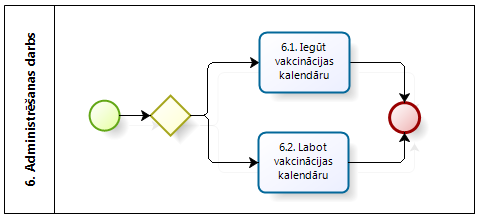 6. Administrēšanas darbs
6.1. Iegūt
vakcinācijas
kalendāru
6.2. Labot
vakcinācijas
kalendāru